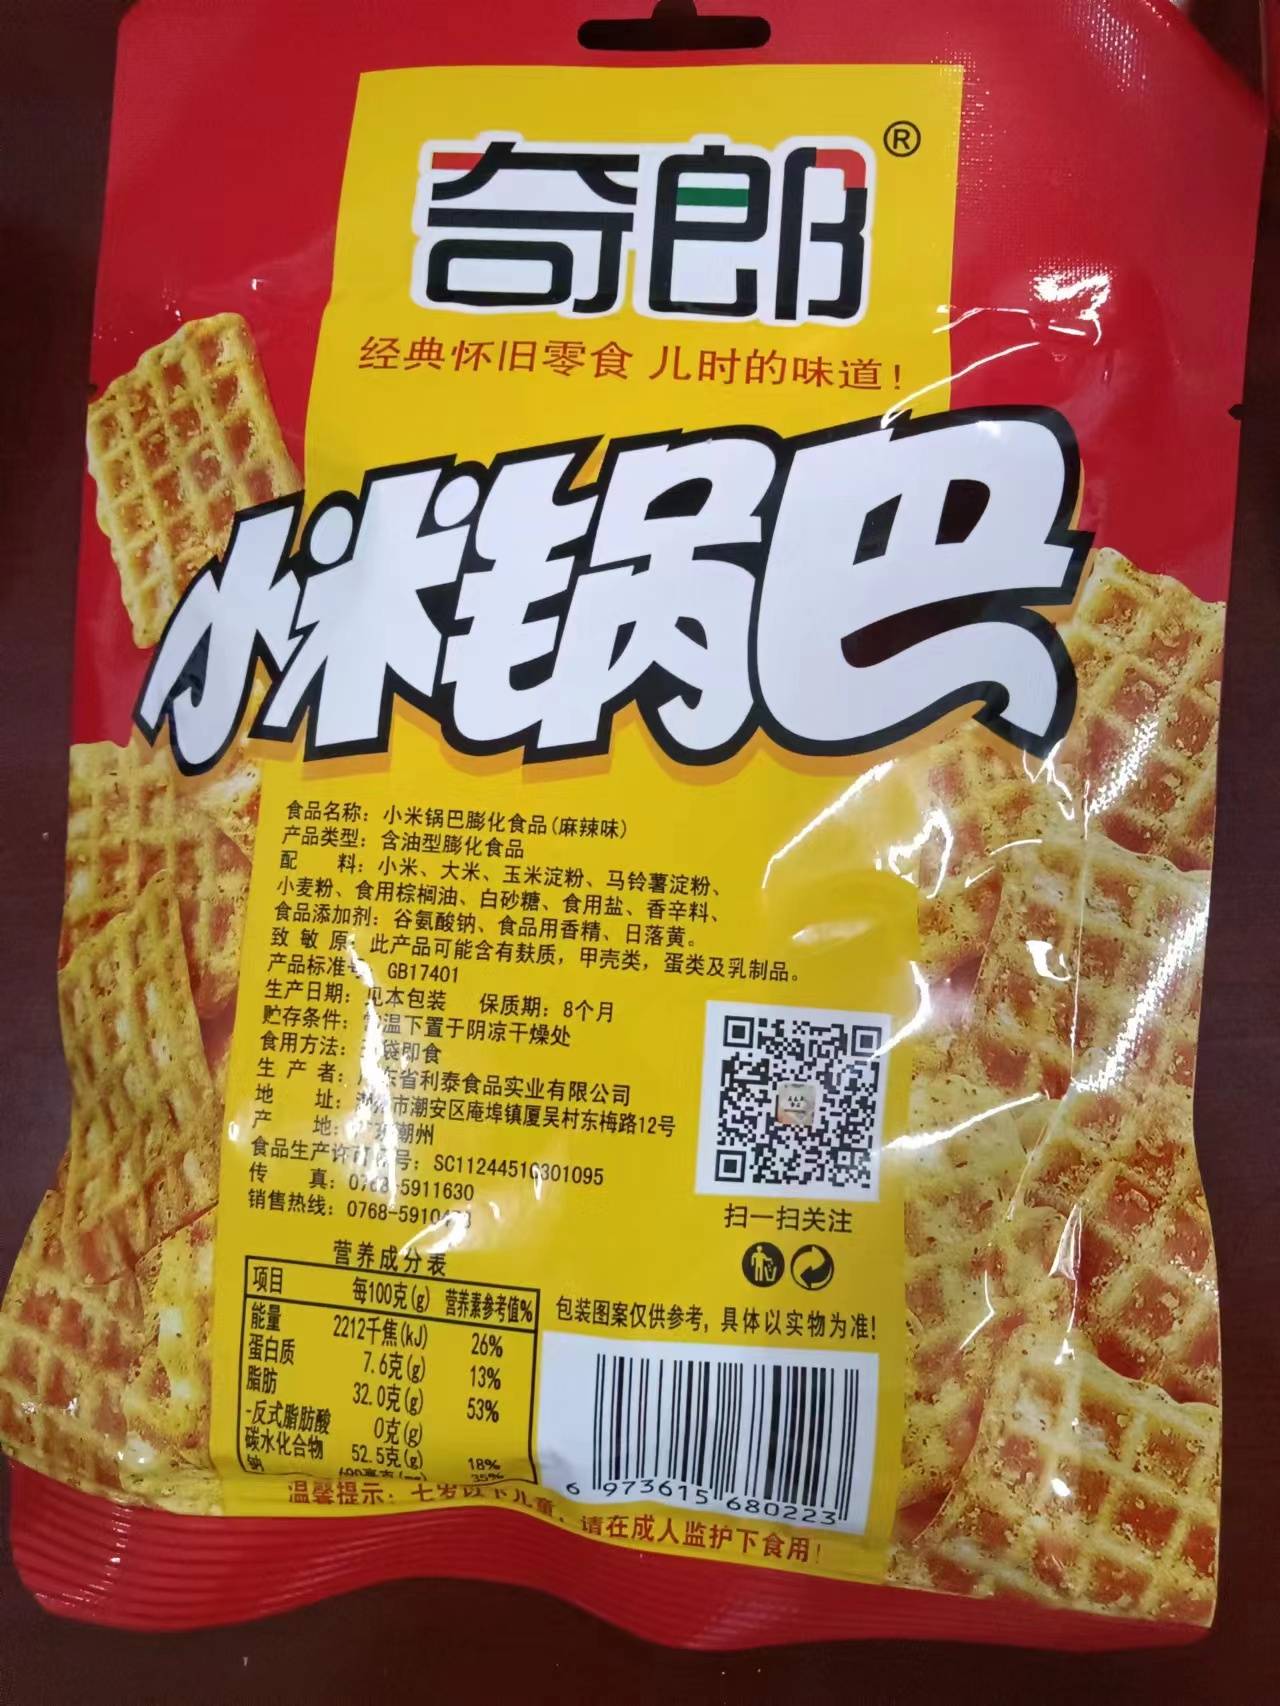 奇郎®
经典怀旧零食 儿时的味道!
小米锅巴
食品名称: 小米锅巴膨化食品(麻辣味)
产品类型: 含油型膨化食品
配 料: 小米、大米、玉米淀粉、马铃薯淀粉、
小麦粉、食用棕榈油、白砂糖、食用盐、香辛料、
食品添加剂: 谷氨酸钠、食品用香精、日落黄。
致 敏 原: 此产品可能含有麸质, 甲壳类, 蛋类及乳制品。
产品标准号 GB17401
生产日期: 见本包装 保质期: 8个月
贮存条件: 常温下置于阴凉干燥处
食用方法: 袋即食
生 产 者: 广东省利泰食品实业有限公司
地 址: 潮州市潮安区庵埠镇厦吴村东梅路12号
产 地: 广东潮州
食品生产许可证号: SC11244510301095
传 真: 0768-5911630
销售热线:
扫一扫关注
营养成分表
项目 每100克(g) 营养素参考值%
能量 2212千焦(kJ) 26%
蛋白质 7.6克(g) 13%
脂肪 32.0克(g) 53%
-反式脂肪酸 0克(g)
碳水化合物 52.5克(g) 18%
钠 35%
包装图案仅供参考, 具体以实物为准!
6 973615 680223
温馨提示: 七岁以下儿童, 请在成人监护下食用!